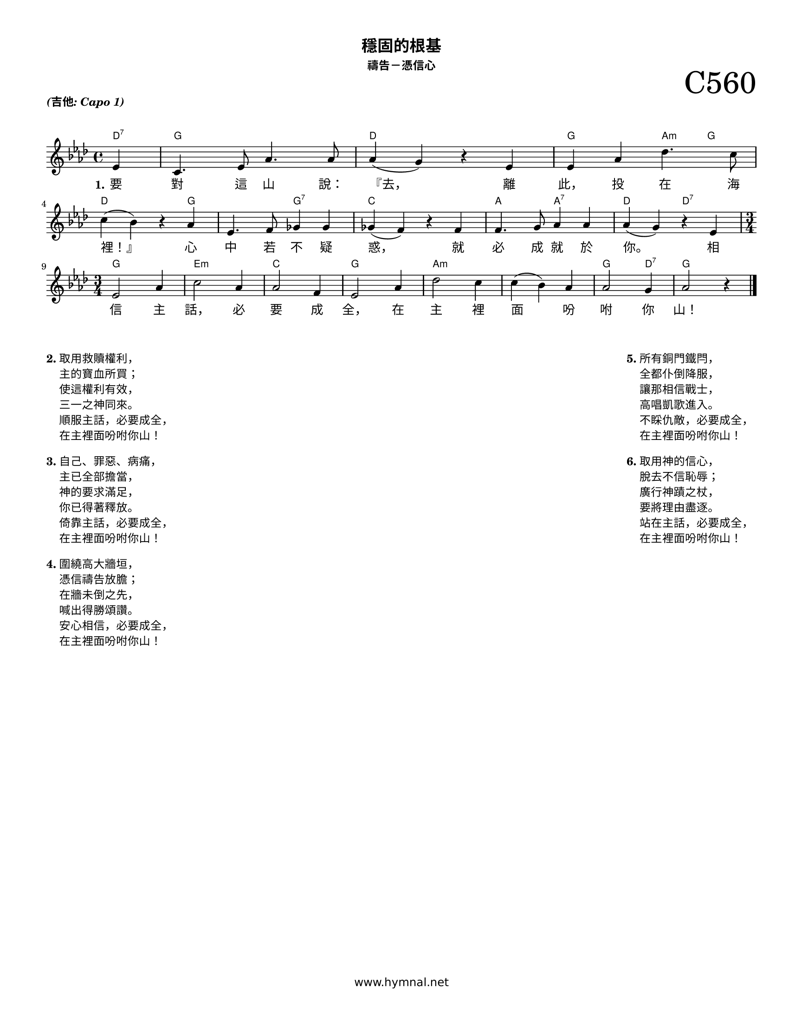 穩固的根基
禱告－憑信心
C560
(吉他: Capo 1)
D7 G D G Am G
1. 要 對 這 山 說： 『去， 離 此， 投 在 海
4 D G G7 C A A7 D D7
裡！』 心 中 若 不 疑 惑， 就 必 成 就 於 你。 相
9 G Em C G Am G D7 G
信 主 話， 必 要 成 全， 在 主 裡 面 吩 咐 你 山！
2. 取用救贖權利，
主的寶血所買；
使這權利有效，
三一之神同來。
順服主話，必要成全，
在主裡面吩咐你山！
3. 自己、罪惡、病痛，
主已全部擔當，
神的要求滿足，
你已得著釋放。
倚靠主話，必要成全，
在主裡面吩咐你山！
4. 圍繞高大牆垣，
憑信禱告放膽；
在牆未倒之先，
喊出得勝頌讚。
安心相信，必要成全，
在主裡面吩咐你山！
5. 所有銅門鐵閂，
全都仆倒降服，
讓那相信戰士，
高唱凱歌進入。
不睬仇敵，必要成全，
在主裡面吩咐你山！
6. 取用神的信心，
脫去不信恥辱；
廣行神蹟之杖，
要將理由盡逐。
站在主話，必要成全，
在主裡面吩咐你山！
www.hymnal.net